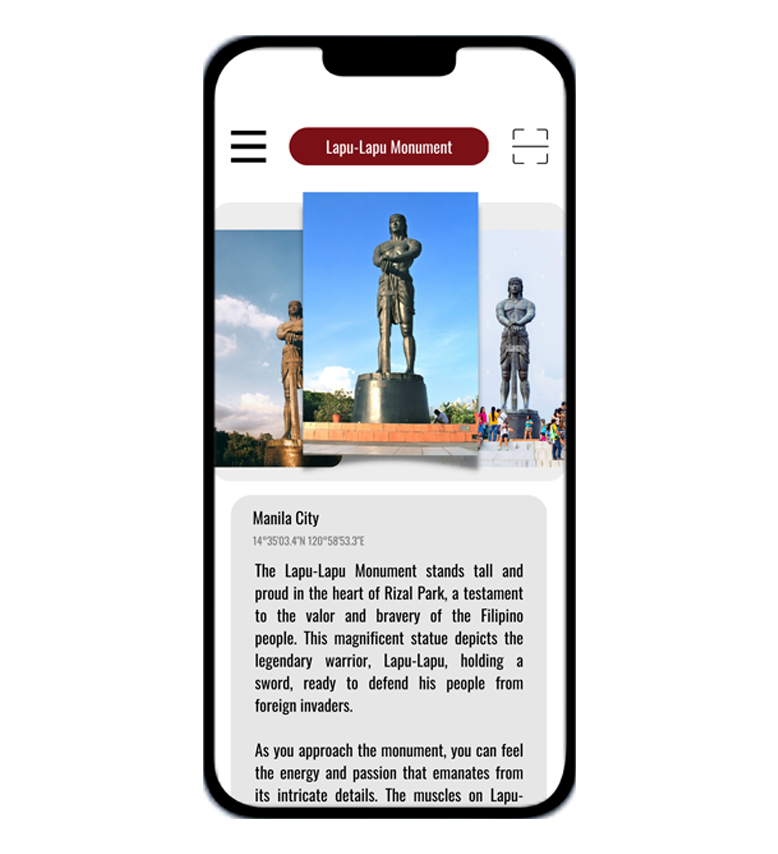 Lapu-Lapu Monument
Manila City
14°35'03.4"N 120°58'53.3"E
The Lapu-Lapu Monument stands tall and
proud in the heart of Rizal Park, a testament
to the valor and bravery of the Filipino
people. This magnificent statue depicts the
legendary warrior, Lapu-Lapu, holding a
sword, ready to defend his people from
foreign invaders.
As you approach the monument, you can feel
the energy and passion that emanates from
its intricate details. The muscles on Lapu-